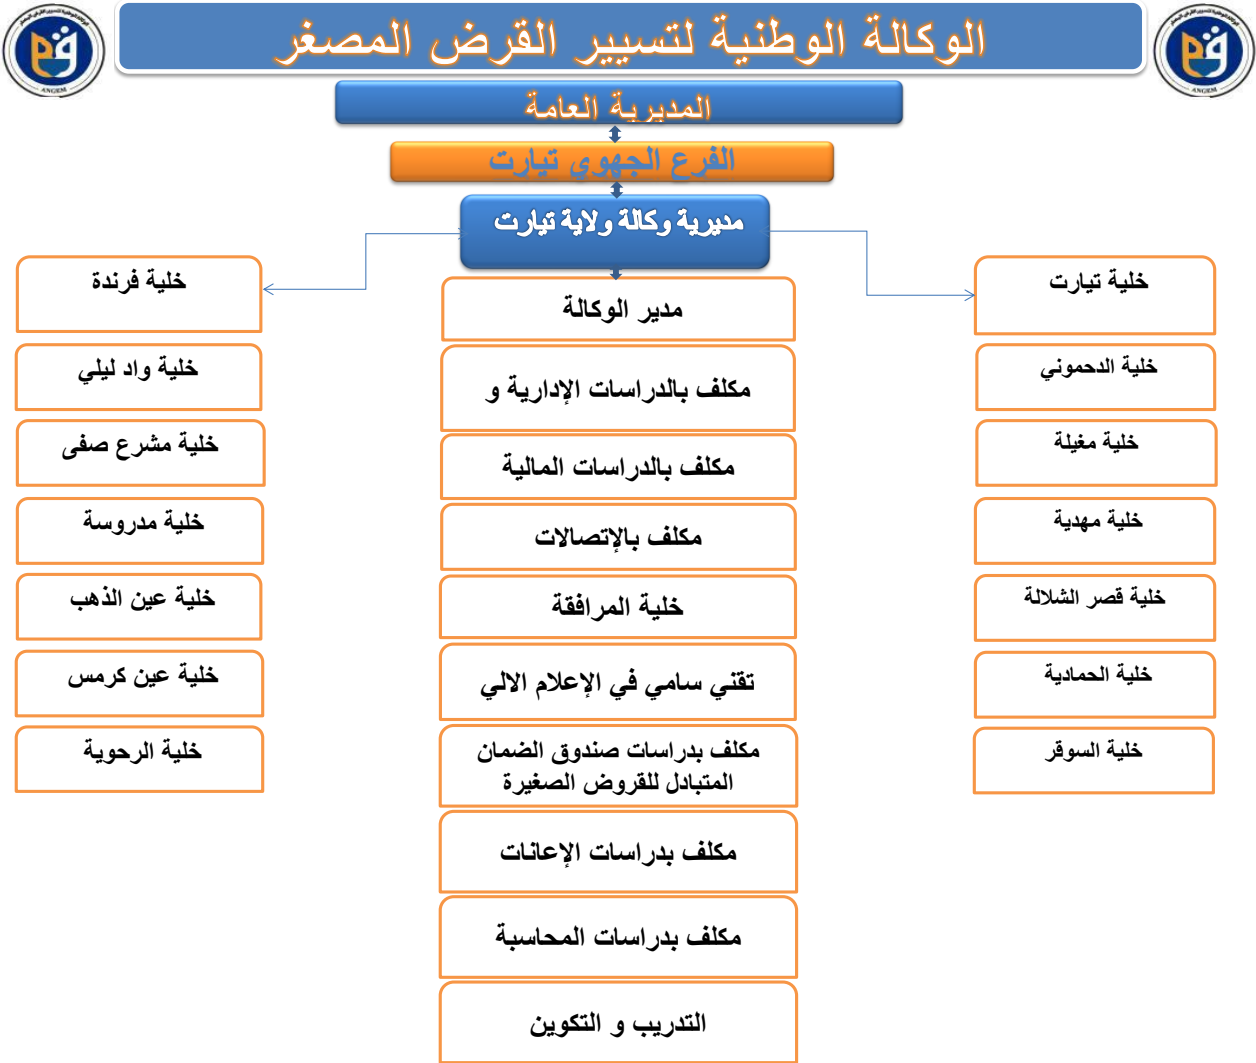 الوكالة الوطنية لتسيير القرض المصغر
ANGEM
ANGEM
المديرية العامة
الفرع الجهوي تيارت
مديرية وكالة ولاية تيارت
خلية تيارت
خلية الدحموني
خلية مغيلة
خلية مهدية
خلية قصر الشلالة
خلية الحمادية
خلية السوقر
مدير الوكالة
مكلف بالدراسات الإدارية و
مكلف بالدراسات المالية
مكلف بالإتصالات
خلية المرافقة
تقني سامي في الإعلام الالي
مكلف بدراسات صندوق الضمان
المتبادل للقروض الصغيرة
مكلف بدراسات الإعانات
مكلف بدراسات المحاسبة
التدريب و التكوين
خلية فرندة
خلية واد ليلي
خلية مشرع صفى
خلية مدروسة
خلية عين الذهب
خلية عين كرمس
خلية الرحوية